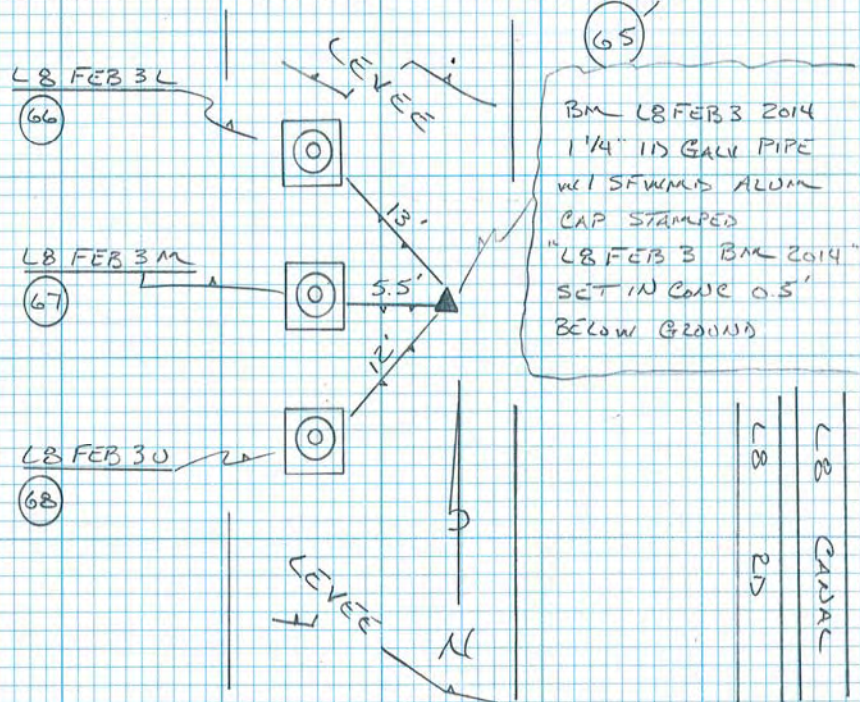 65
L8 FEB 3 L
66
LEVEE
BM L8 FEB 3 2014
1 1/4" ID GALV PIPE
w/ SFWMD ALUM
CAP STAMPED
"L8 FEB 3 BM 2014"
SET IN CONC 0.5'
BELOW GROUND
13'
L8 FEB 3 M
67
5.5'
12'
L8 FEB 3 U
68
L8 RD
L8 CANAL
LEVEE
N